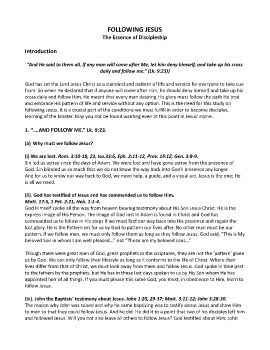 FOLLOWING JESUS
The Essence of Discipleship
Introduction
"And He said to them all, if any man will come after Me, let him deny himself, and take up his cross
daily and follow me." (Lk. 9:23))
God has set the Lord Jesus Christ as a standard and pattern of life and service for everyone to take cue
from. So when He declared that if anyone will come after him, he should deny himself and take up his
cross daily and follow Him, He meant that every man desiring His glory must follow the path He trod
and embrace His pattern of life and service without any option. This is the need for this study on
following Jesus. It is a crucial part of the conditions we must fulfill in order to become disciples,
learning of the Master. May you not be found wanting ever at this point in Jesus' name.
1. "....AND FOLLOW ME." Lk. 9:23.
(a) Why must we follow Jesus?
(i) We are lost. Rom. 3:10-18, 23, Isa.53:6, Eph. 2:11-12, Prov. 14:12, Gen. 3:8-9.
Sin led us astray since the days of Adam. We were lost and have gone astray from the presence of
God. Sin blinded us so much that we do not know the way back into God's presence any longer.
And for us to know our way back to God, we need help, a guide, and a visual aid. Jesus is the one; He
is all we need.
(ii). God has testified of Jesus and has commanded us to follow Him.
Math. 17:5, 1 Pet. 2:21, Heb. 1:1-4.
God Himself spoke all the way from heaven bearing testimony about His Son Jesus Christ. He is the
express image of His Person. The image of God lost in Adam is found in Christ and God has
commanded us to follow in His steps if we must find our way back into His presence and regain the
lost glory. He is the Pattern set for us by God to pattern our lives after. No other man must be our
pattern. If we follow men, we must only follow them as long as they follow Jesus. God said, "This is My
beloved Son in whom I am well pleased..." not "These are my beloved sons..."
Though there were great men of God, great prophets in the scriptures, they are not the 'pattern' given
us by God. We can only follow their lifestyle as long as it conforms to the life of Christ. Where their
lives contradict that of Christ, we must look away from them and follow Jesus. God spoke in time past
to the fathers by the prophets, but He has in these last days spoken to us by His Son whom He has
appointed heir of all things. If you must obey God, then like Jesus said, you must, in obedience to Him, learn to
follow Jesus.
(iii). John the Baptists' testimony about Jesus. John 1:20, 29-37; Math. 3:11-12; John 3:28-30.
The reason why John was raised and why he came baptizing was to testify about Jesus and show Him
to men so that they could follow Jesus. And he did. He did it to a point that two of his disciples left him
and followed Jesus. Will you not also leave all others to follow Jesus? God testified about Him; John